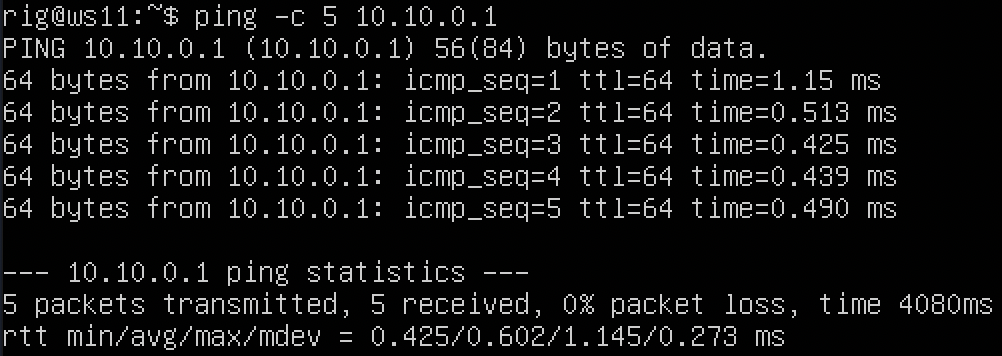 rig@ws11:~$ ping -c 5 10.10.0.1
PING 10.10.0.1 (10.10.0.1) 56(84) bytes of data.
64 bytes from 10.10.0.1: icmp_seq=1 ttl=64 time=1.15 ms
64 bytes from 10.10.0.1: icmp_seq=2 ttl=64 time=0.513 ms
64 bytes from 10.10.0.1: icmp_seq=3 ttl=64 time=0.425 ms
64 bytes from 10.10.0.1: icmp_seq=4 ttl=64 time=0.439 ms
64 bytes from 10.10.0.1: icmp_seq=5 ttl=64 time=0.490 ms

--- 10.10.0.1 ping statistics ---
5 packets transmitted, 5 received, 0% packet loss, time 4080ms
rtt min/avg/max/mdev = 0.425/0.602/1.145/0.273 ms